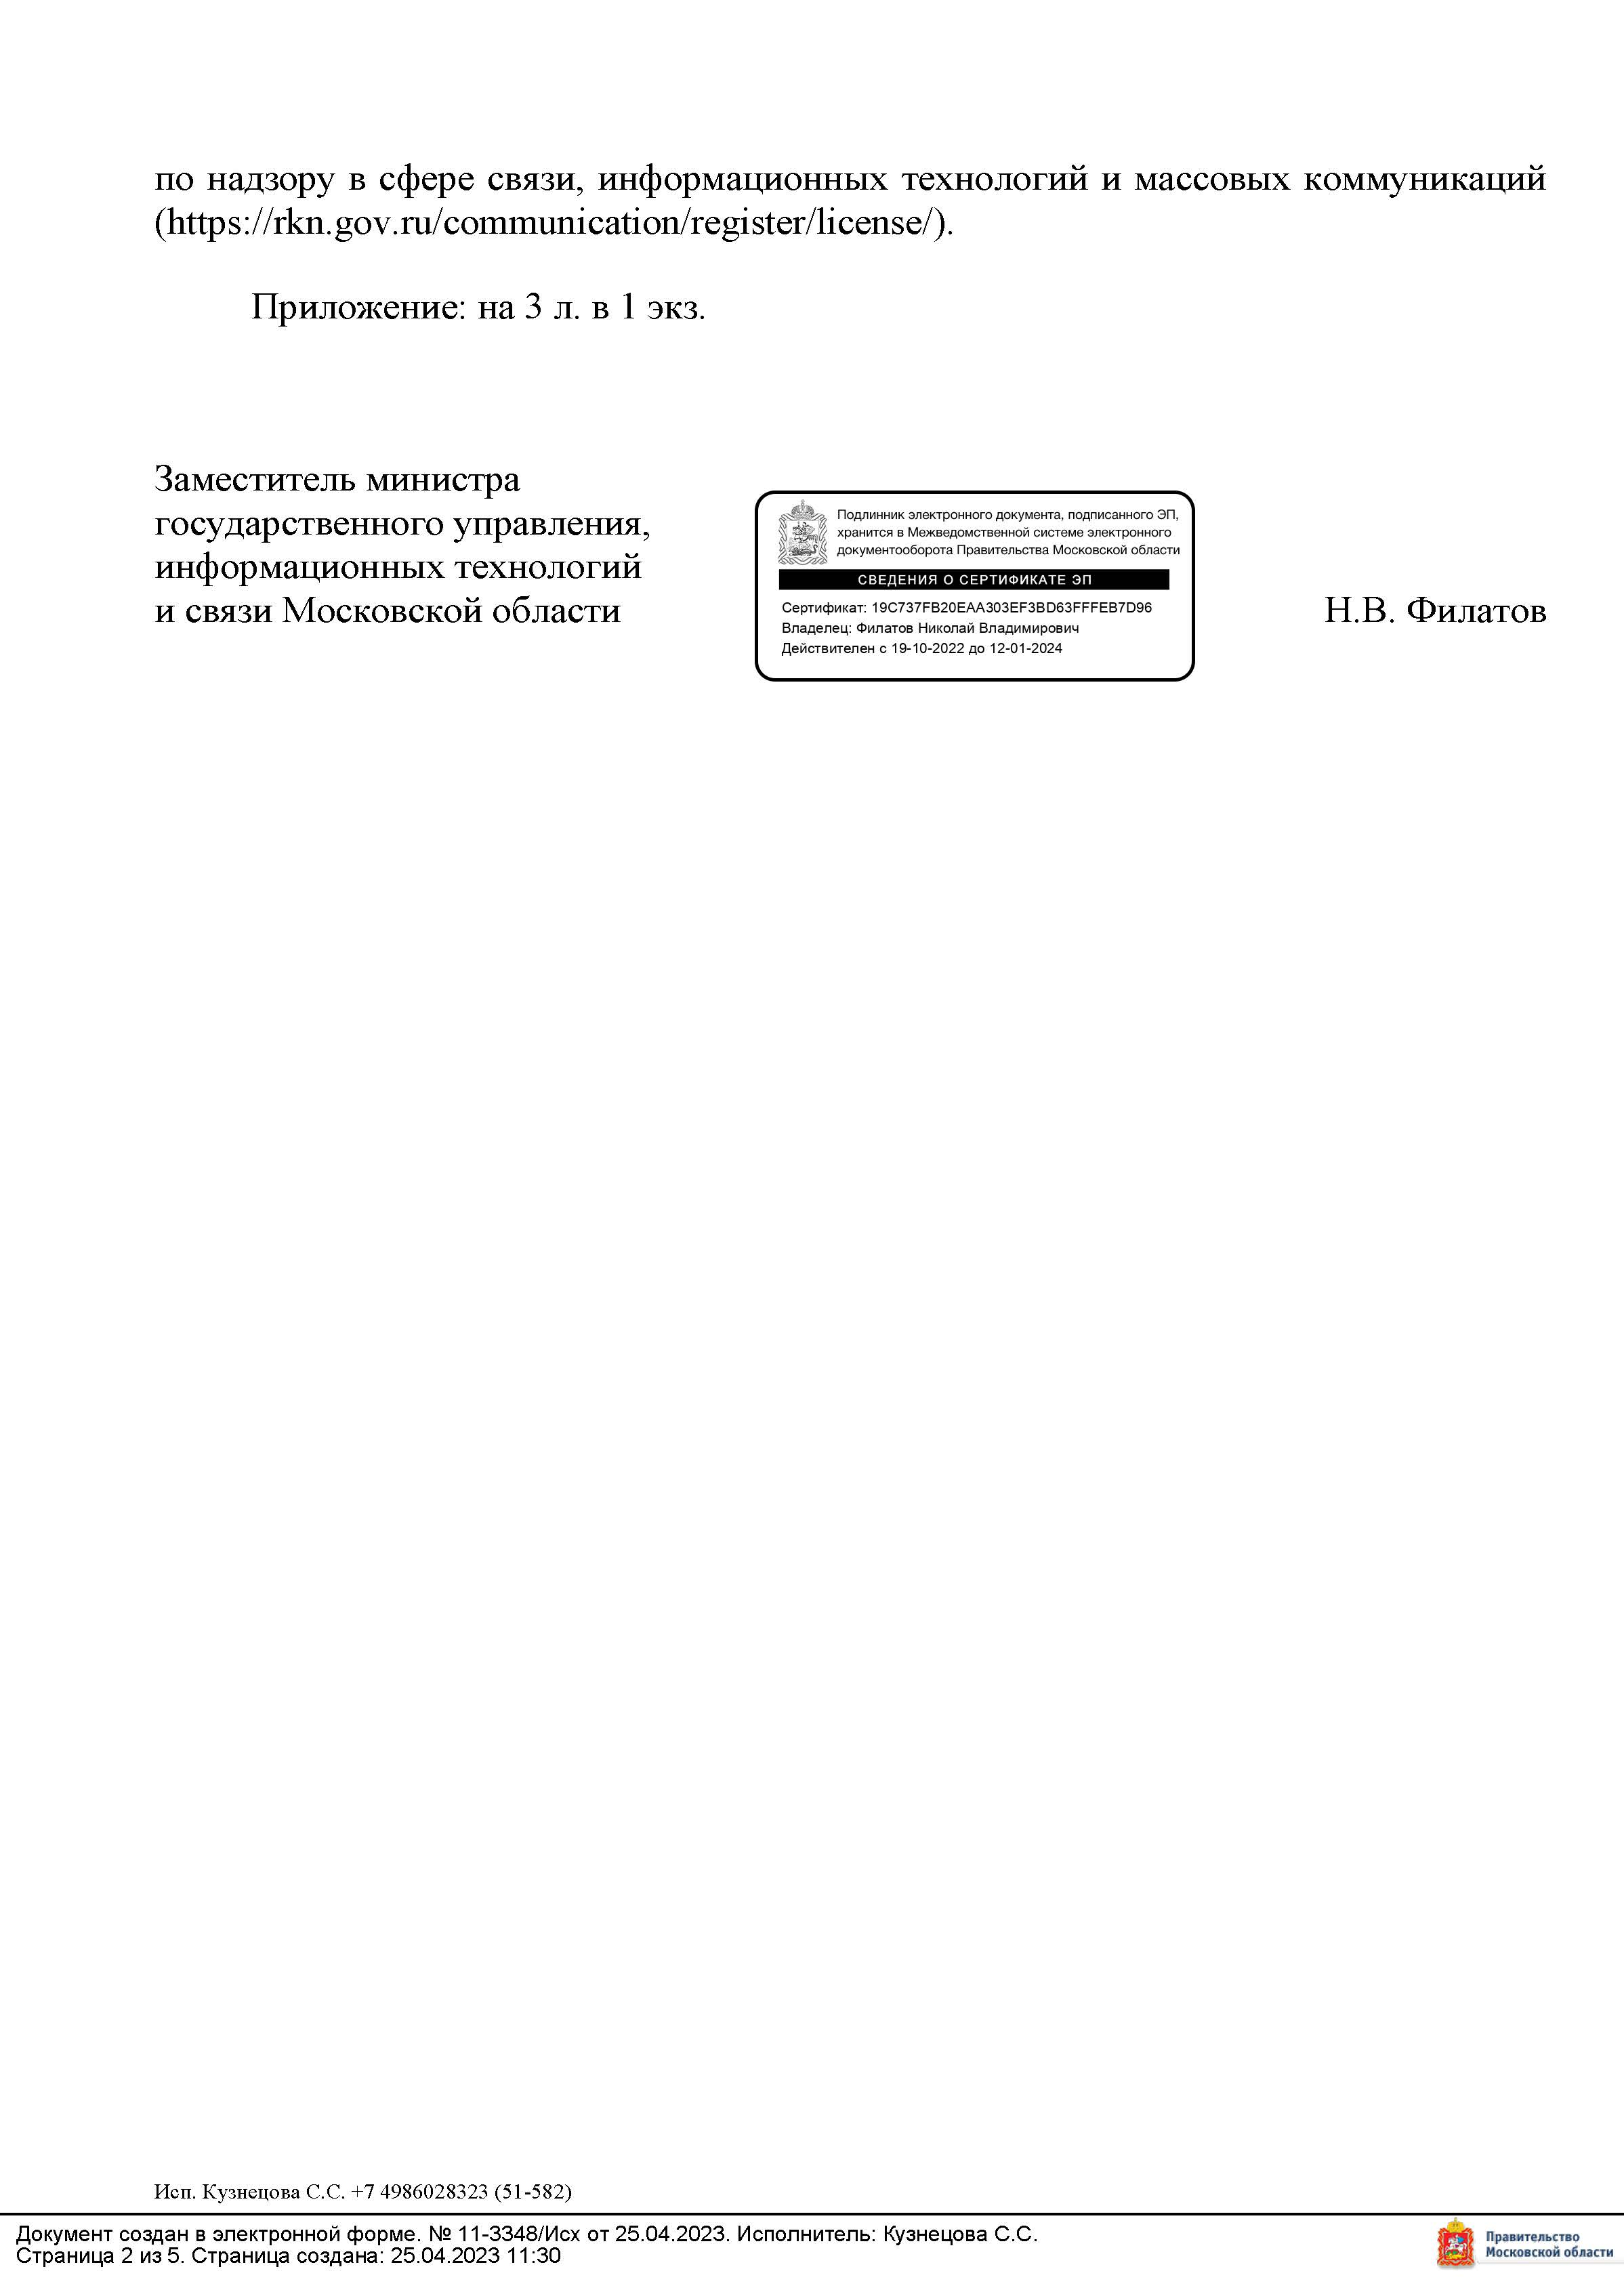 по надзору в сфере связи, информационных технологий и массовых коммуникаций
(https://rkn.gov.ru/communication/register/license/).
Приложение: на 3 л. в 1 экз.
Заместитель министра
государственного управления,
информационных технологий
и связи Московской области
Подлинник электронного документа, подписанного ЭП,
хранится в Межведомственной системе электронного
документооборота Правительства Московской области
СВЕДЕНИЯ О СЕРТИФИКАТЕ ЭП
Сертификат: 19C737FB20EAA303EF3BD63FFFEB7D96
Владелец: Филатов Николай Владимирович
Действителен с 19-10-2022 до 12-01-2024
Н.В. Филатов
Исп. Кузнецова С.С. +7 4986028323 (51-582)
Документ создан в электронной форме. № 11-3348/Исх от 25.04.2023. Исполнитель: Кузнецова С.С.
Страница 2 из 5. Страница создана: 25.04.2023 11:30
Правительство
Московской области